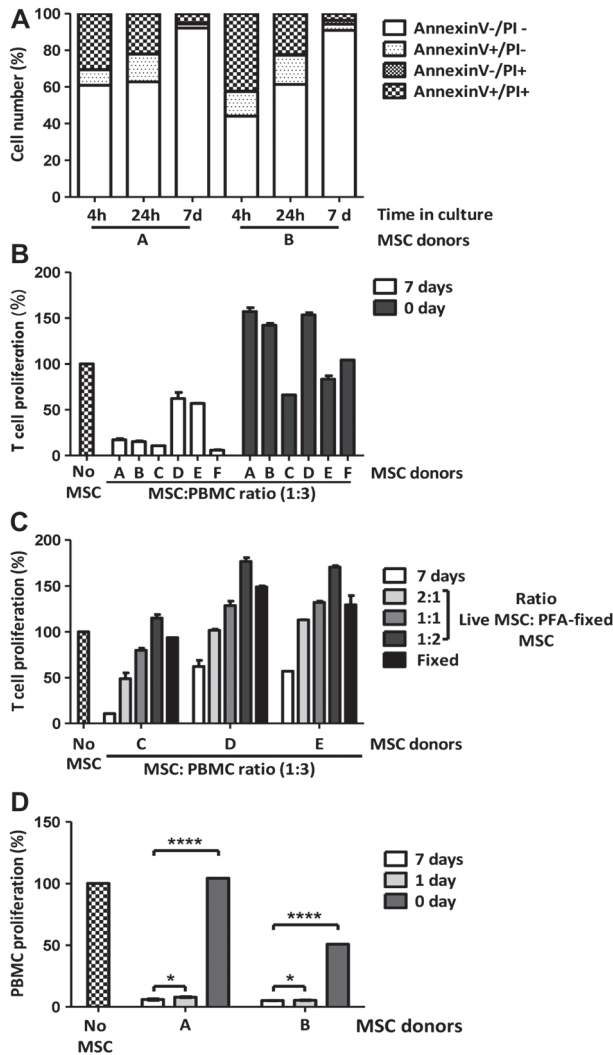 A
Cell number (%)
100
80
60
40
20
0
AnnexinV-/PI -
AnnexinV+/PI-
AnnexinV-/PI+
AnnexinV+/PI+
4h 24h 7d 4h 24h 7 d Time in culture
A B MSC donors
B
T cell proliferation (%)
200
150
100
50
0
7 days
0 day
No MSC
A B C D E F A B C D E F MSC donors
MSC:PBMC ratio (1:3)
C
T cell proliferation (%)
200
150
100
50
0
7 days
2:1
1:1
1:2
Fixed
Ratio
Live MSC: PFA-fixed
MSC
No MSC
C D E MSC donors
MSC: PBMC ratio (1:3)
D
PBMC proliferation (%)
150
100
50
0
****
*
****
*
7 days
1 day
0 day
No MSC
A B MSC donors